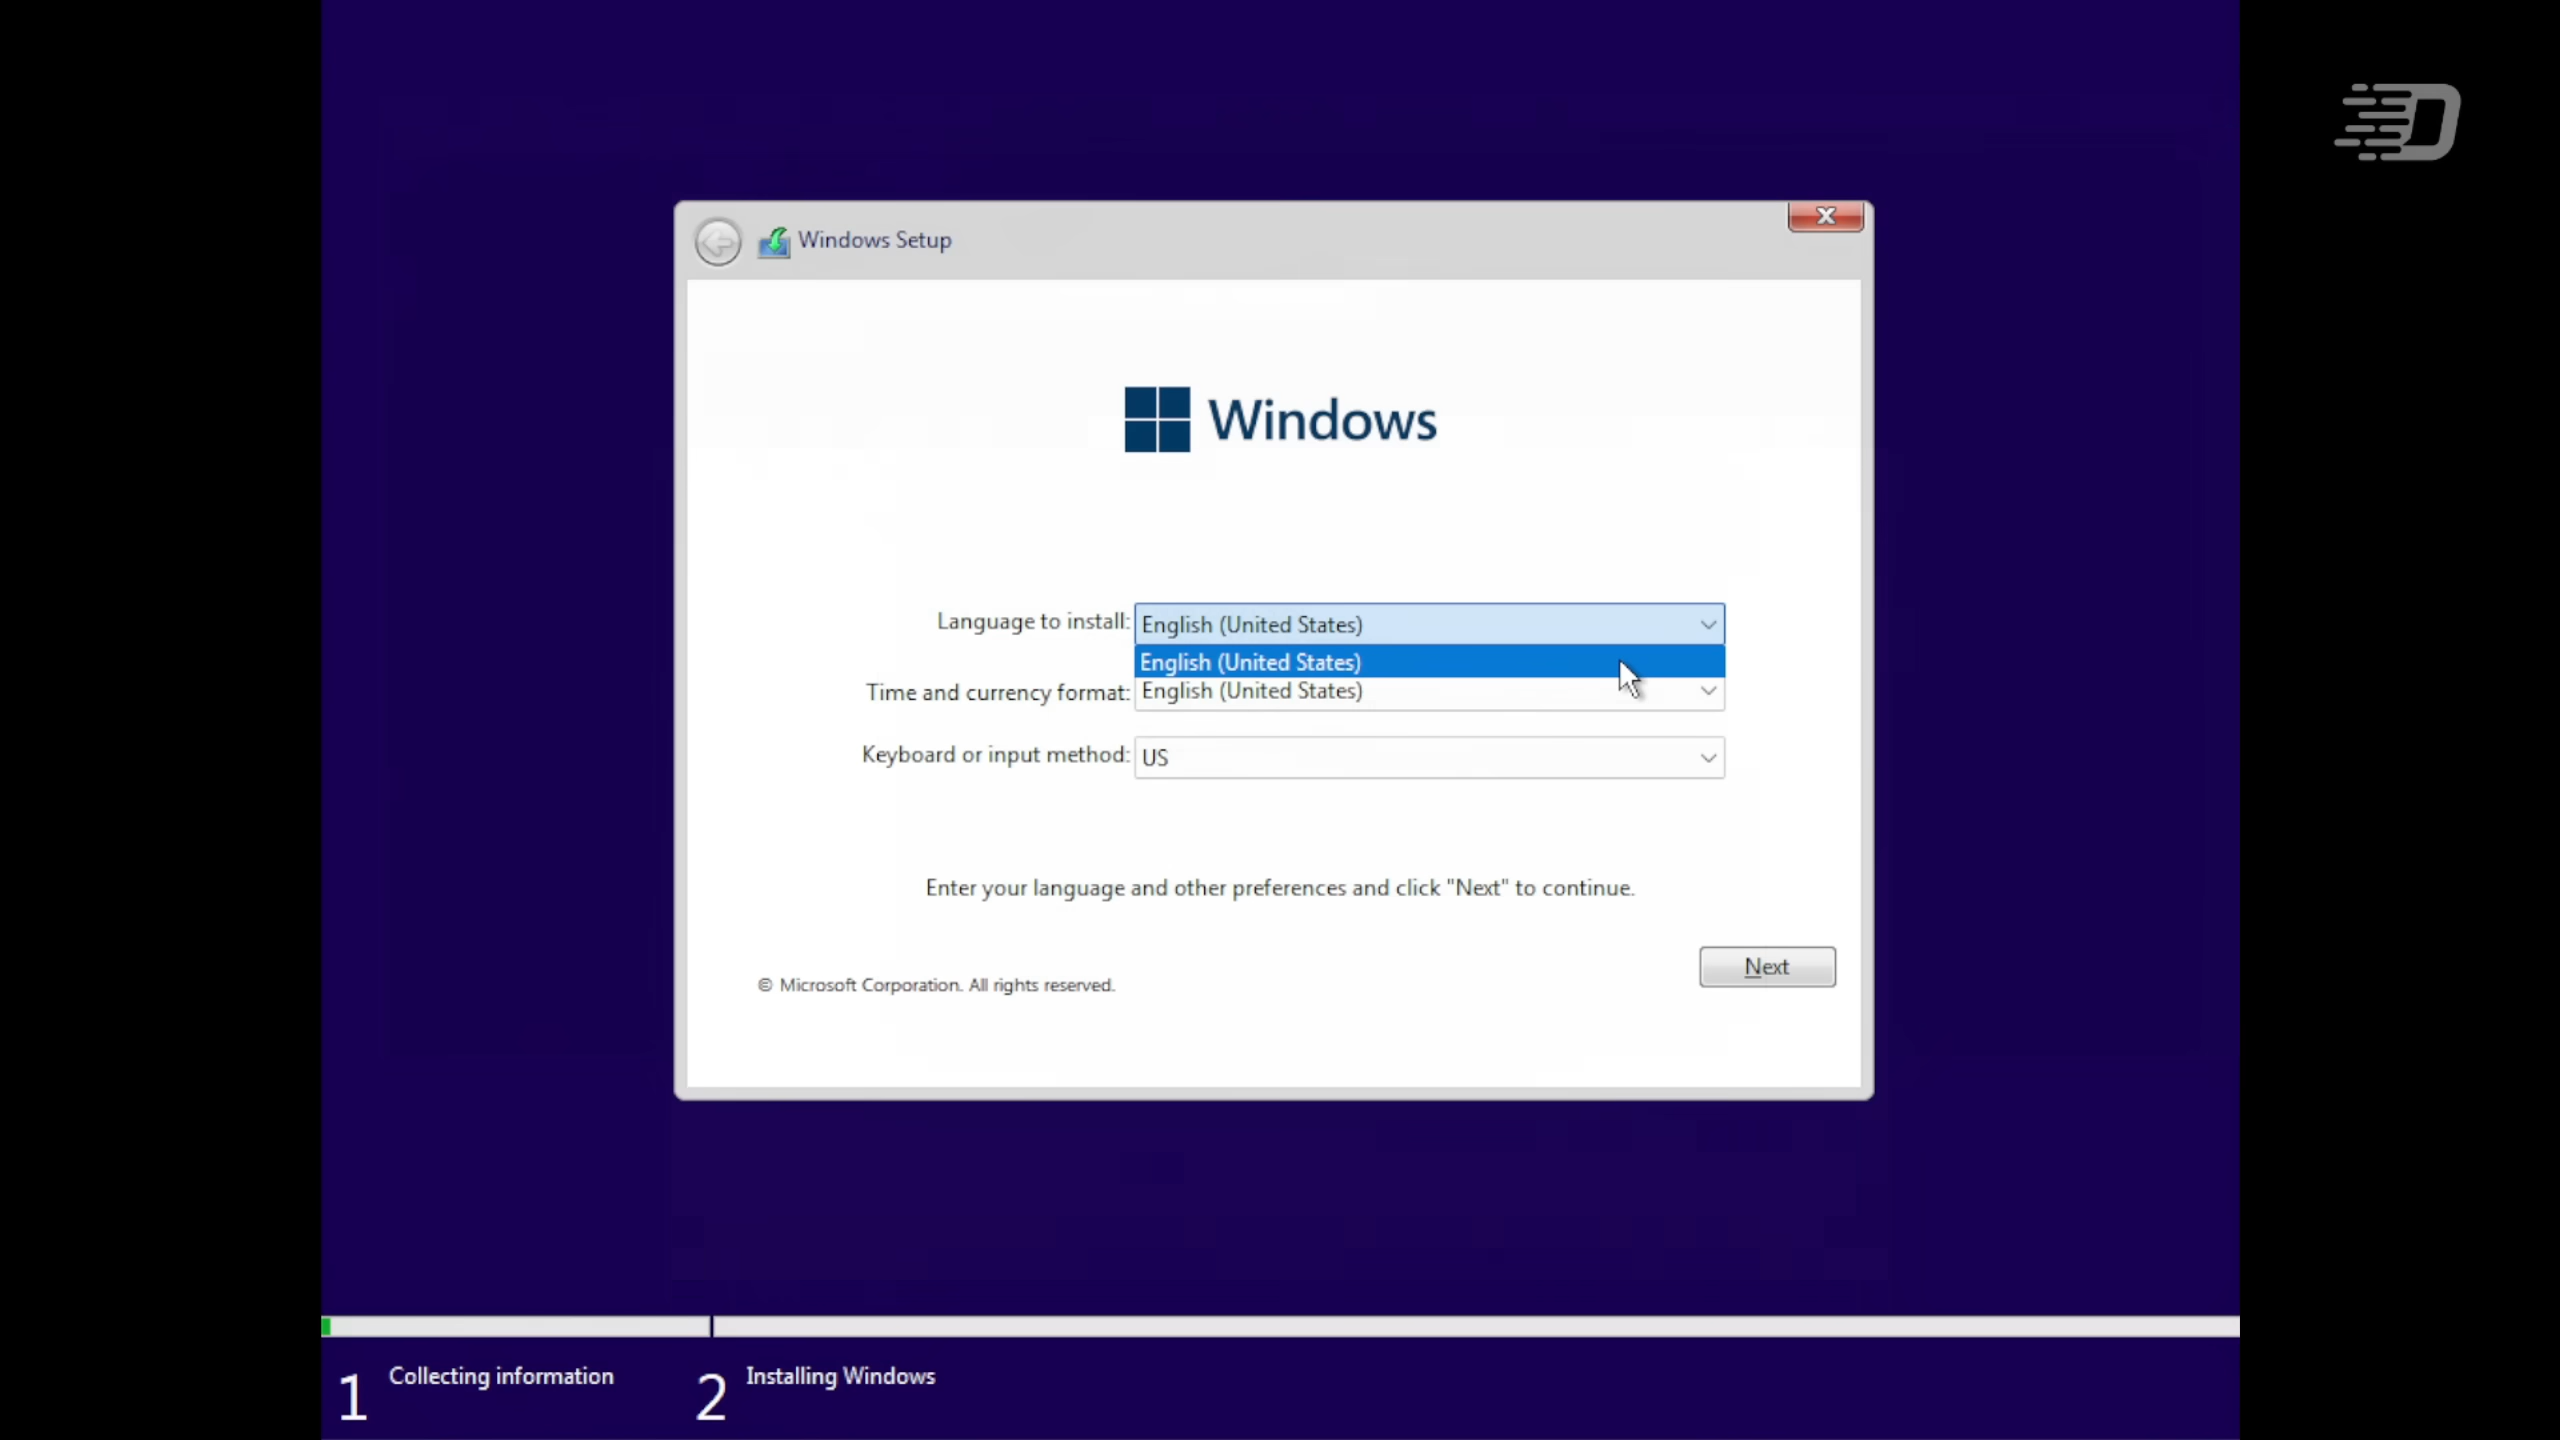 Windows Setup
Windows
Language to install: English (United States)
English (United States)
Time and currency format: English (United States)
Keyboard or input method: US
Enter your language and other preferences and click "Next" to continue.
Next
© Microsoft Corporation. All rights reserved.
1 Collecting information
2 Installing Windows
D